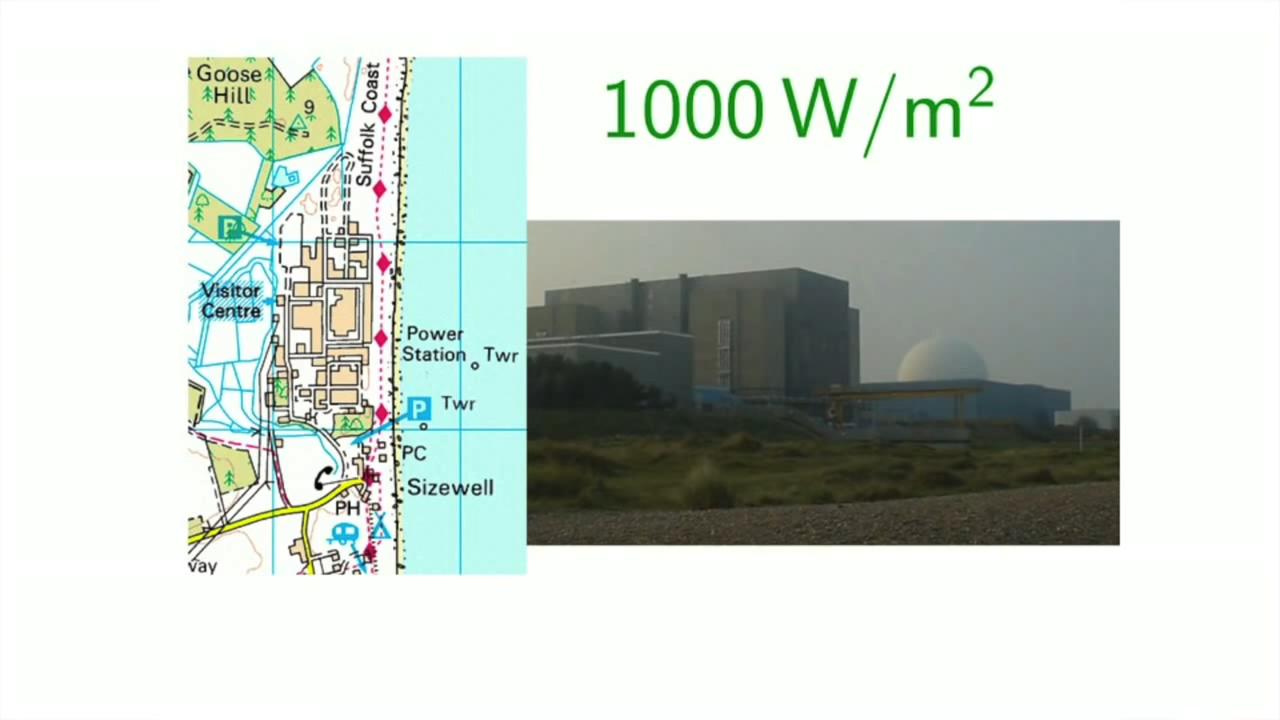 1000 W/m²
Goose
Hill
9
Suffolk Coast
P
Visitor
Centre
Power
Station
Twr
P
Twr
PC
Sizewell
PH
vay